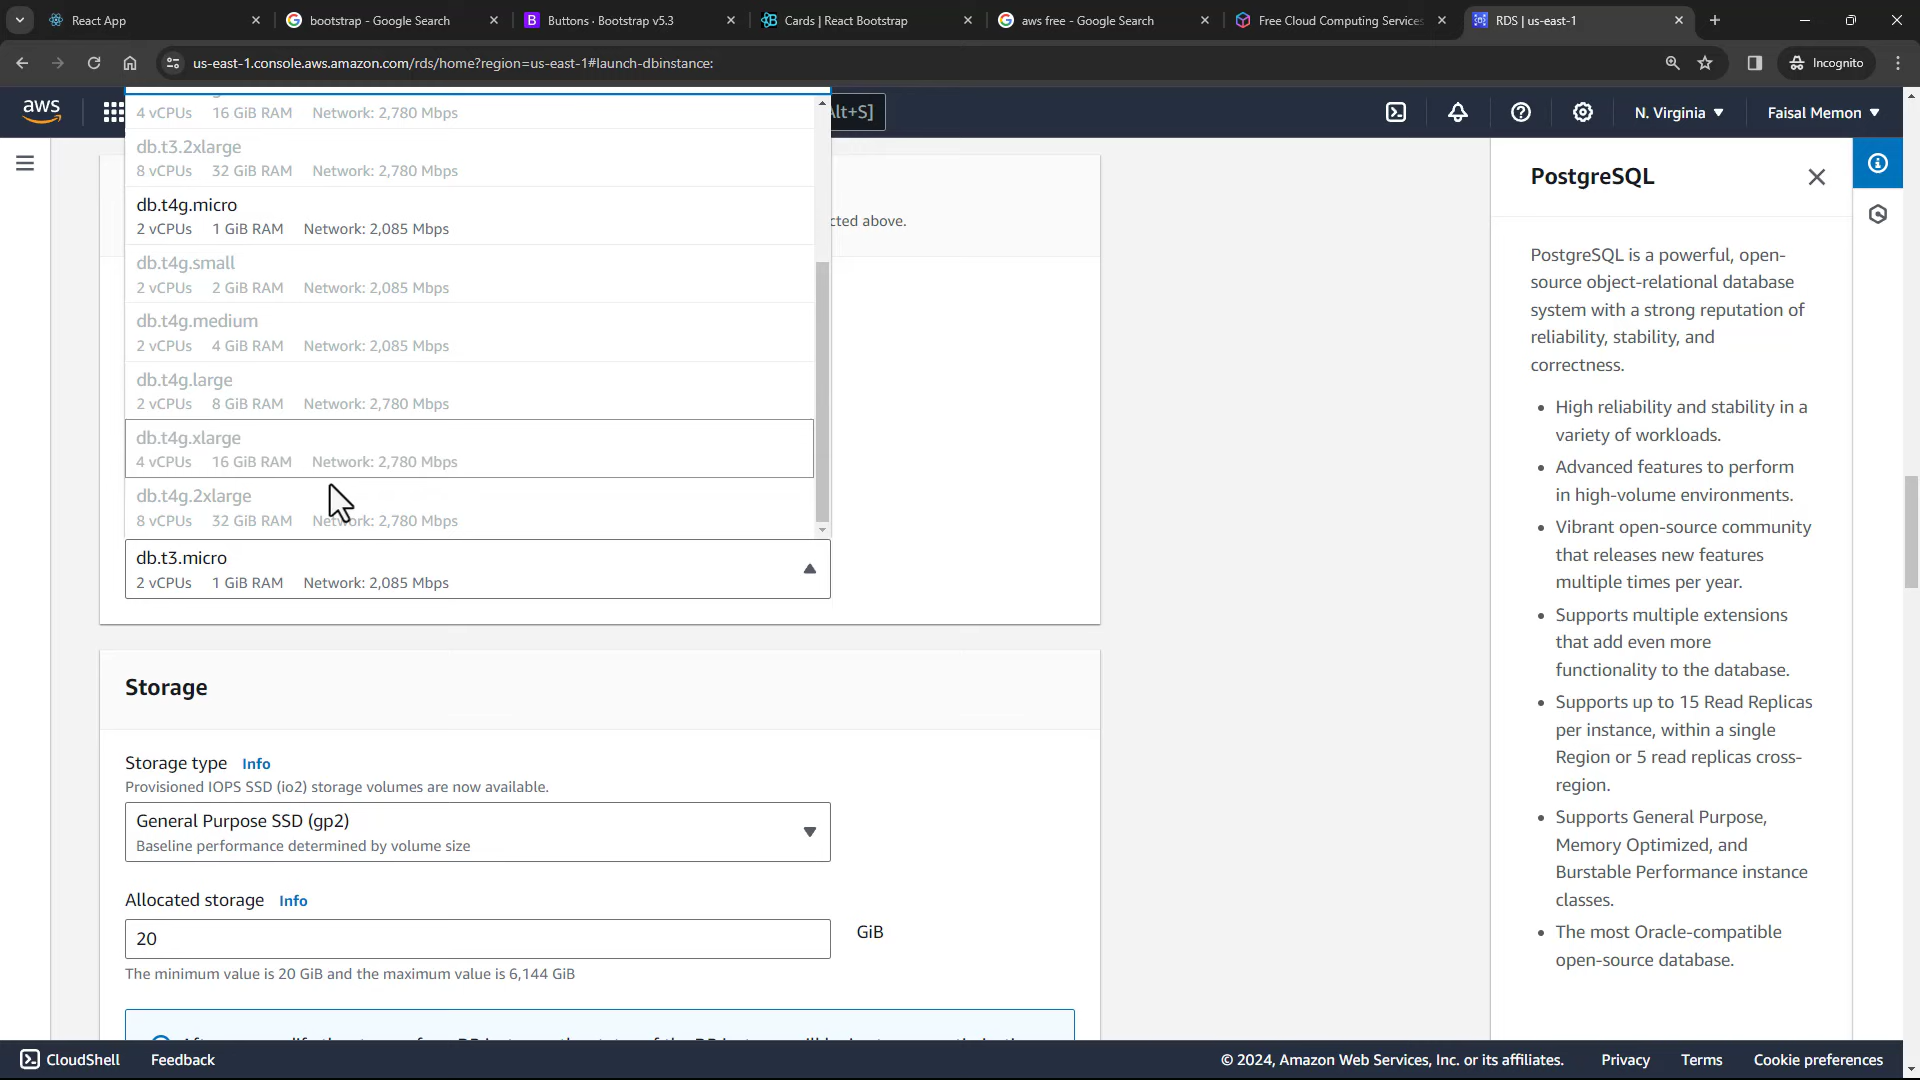 React App
bootstrap - Google Search
Buttons · Bootstrap v5.3
Cards | React Bootstrap
aws free - Google Search
Free Cloud Computing Services
RDS | us-east-1
us-east-1.console.aws.amazon.com/rds/home?region=us-east-1#launch-dbinstance:
Incognito
aws
Alt+S]
N. Virginia
Faisal Memon
4 vCPUs 16 GiB RAM Network: 2,780 Mbps
db.t3.2xlarge
8 vCPUs 32 GiB RAM Network: 2,780 Mbps
db.t4g.micro
2 vCPUs 1 GiB RAM Network: 2,085 Mbps
cted above.
db.t4g.small
2 vCPUs 2 GiB RAM Network: 2,085 Mbps
db.t4g.medium
2 vCPUs 4 GiB RAM Network: 2,085 Mbps
db.t4g.large
2 vCPUs 8 GiB RAM Network: 2,780 Mbps
db.t4g.xlarge
4 vCPUs 16 GiB RAM Network: 2,780 Mbps
db.t4g.2xlarge
8 vCPUs 32 GiB RAM Network: 2,780 Mbps
db.t3.micro
2 vCPUs 1 GiB RAM Network: 2,085 Mbps
Storage
Storage type Info
Provisioned IOPS SSD (io2) storage volumes are now available.
General Purpose SSD (gp2)
Baseline performance determined by volume size
Allocated storage Info
20
GiB
The minimum value is 20 GiB and the maximum value is 6,144 GiB
PostgreSQL
PostgreSQL is a powerful, open-
source object-relational database
system with a strong reputation of
reliability, stability, and
correctness.
• High reliability and stability in a
variety of workloads.
• Advanced features to perform
in high-volume environments.
• Vibrant open-source community
that releases new features
multiple times per year.
• Supports multiple extensions
that add even more
functionality to the database.
• Supports up to 15 Read Replicas
per instance, within a single
Region or 5 read replicas cross-
region.
• Supports General Purpose,
Memory Optimized, and
Burstable Performance instance
classes.
• The most Oracle-compatible
open-source database.
CloudShell
Feedback
© 2024, Amazon Web Services, Inc. or its affiliates.
Privacy
Terms
Cookie preferences